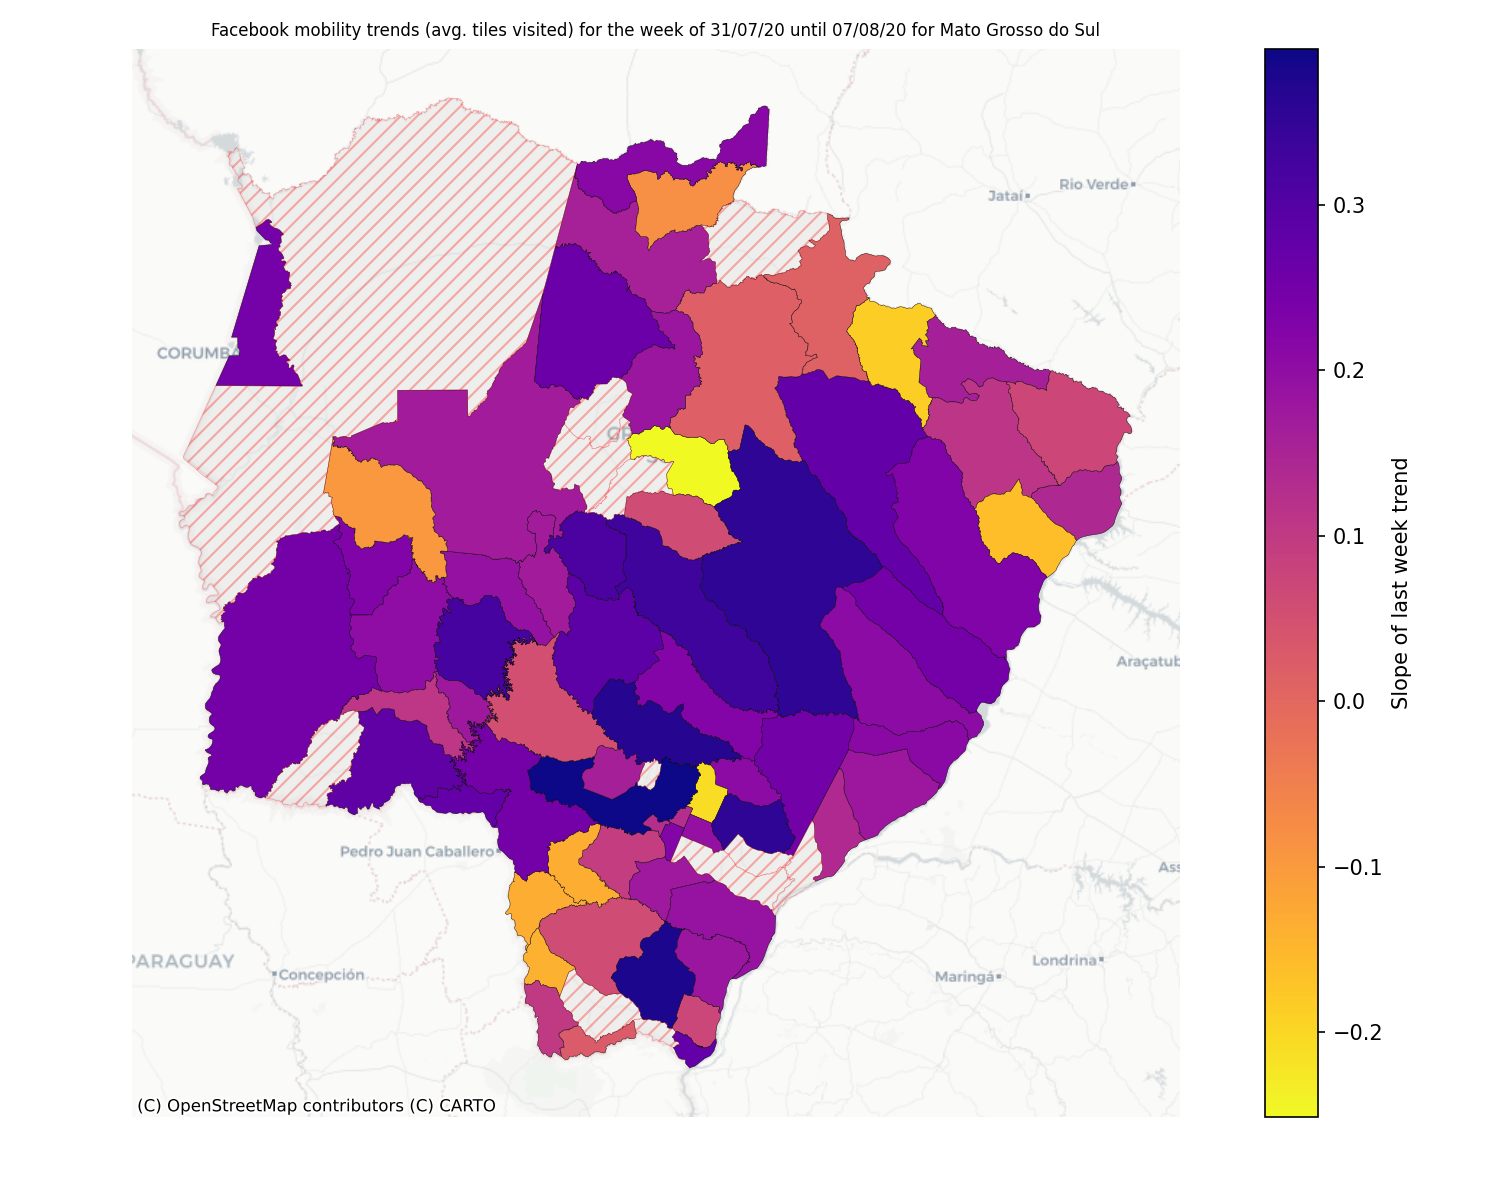 Facebook mobility trends (avg. tiles visited) for the week of 31/07/20 until 07/08/20 for Mato Grosso do Sul
Jataí
Rio Verde
0.3
CORUMBÁ
0.2
Slope of last week trend
0.1
Araçatub
0.0
Pedro Juan Caballero
Ass
−0.1
PARAGUAY
Concepción
Londrina
Maringá
−0.2
(C) OpenStreetMap contributors (C) CARTO